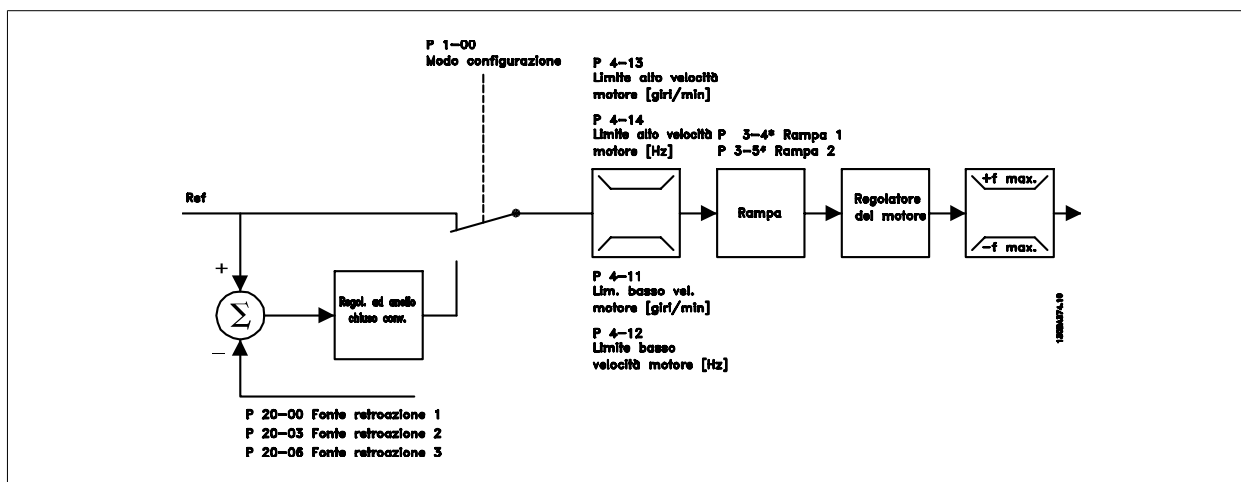 P 1-00
Modo configurazione
P 4-13
Limite alto velocità
motore [giri/min]
P 4-14
Limite alto velocità
motore [Hz]
P 3-4* Rampa 1
P 3-5* Rampa 2
Ref
+f max.
Rampa
Regolatore
del motore
-f max.
+
Σ
Regol. ad anello
chiuso conv.
−
P 4-11
Lim. basso vel.
motore [giri/min]
P 4-12
Limite basso
velocità motore [Hz]
P 20-00 Fonte retroazione 1
P 20-03 Fonte retroazione 2
P 20-06 Fonte retroazione 3
130BA274.10